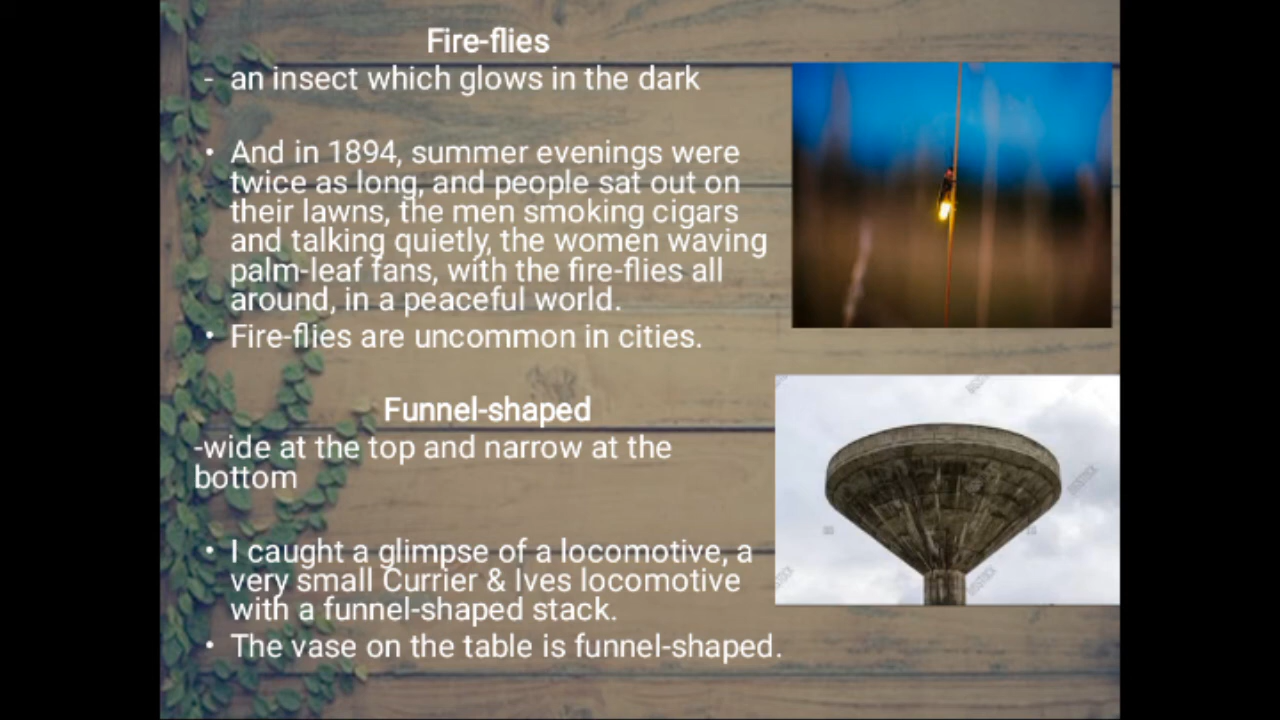 Fire-flies
- an insect which glows in the dark
• And in 1894, summer evenings were
twice as long, and people sat out on
their lawns, the men smoking cigars
and talking quietly, the women waving
palm-leaf fans, with the fire-flies all
around, in a peaceful world.
• Fire-flies are uncommon in cities.
Funnel-shaped
-wide at the top and narrow at the
bottom
• I caught a glimpse of a locomotive, a
very small Currier & Ives locomotive
with a funnel-shaped stack.
• The vase on the table is funnel-shaped.